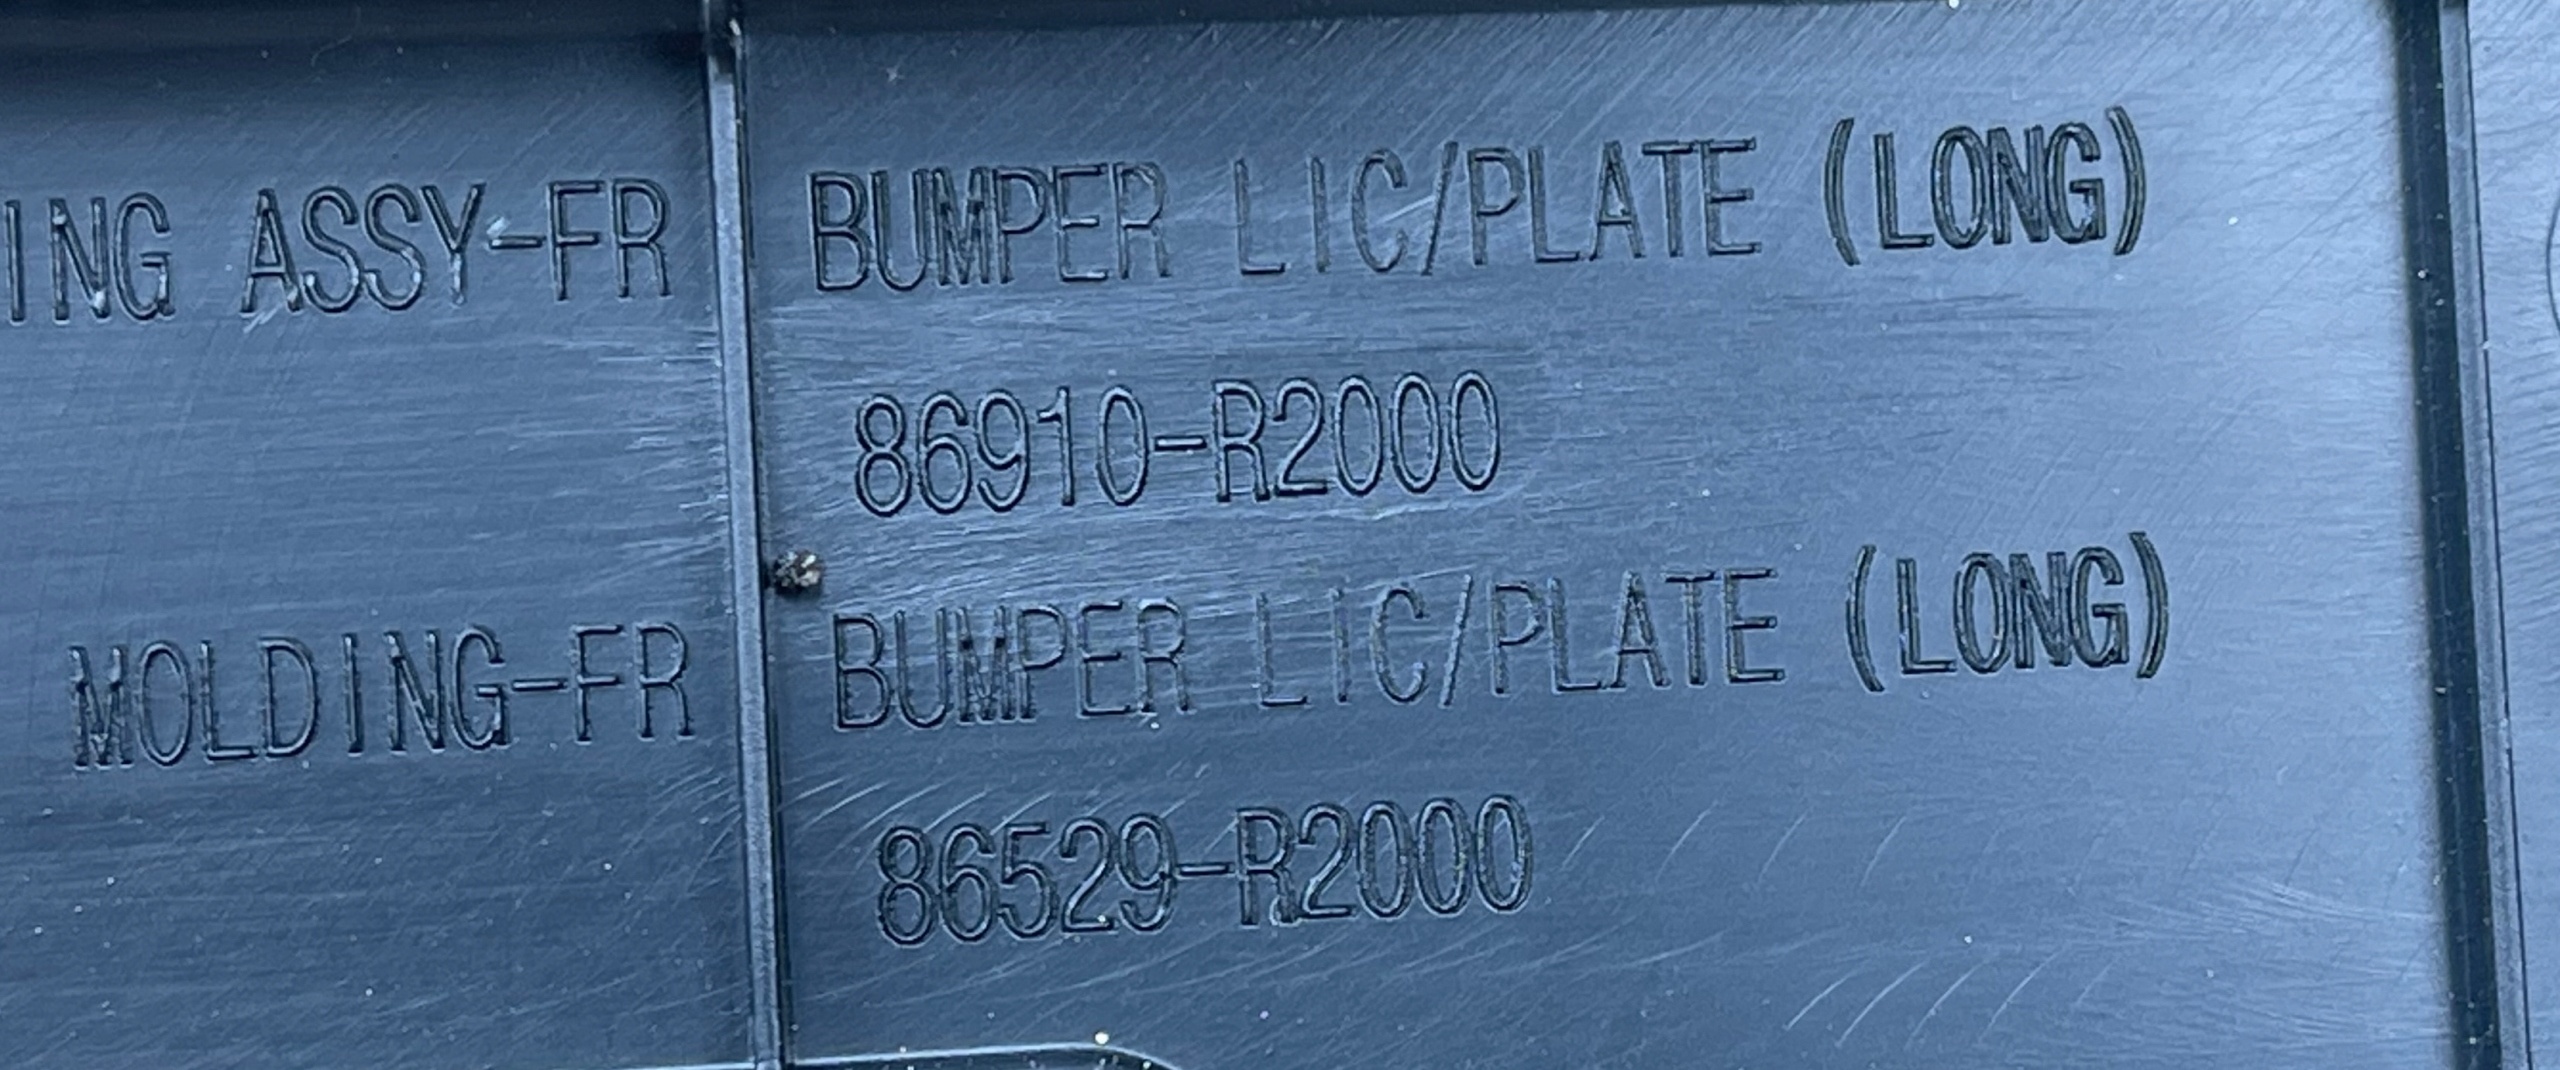 ING ASSY-FR BUMPER LIC/PLATE (LONG)
86910-R2000
MOLDING-FR BUMPER LIC/PLATE (LONG)
86529-R2000